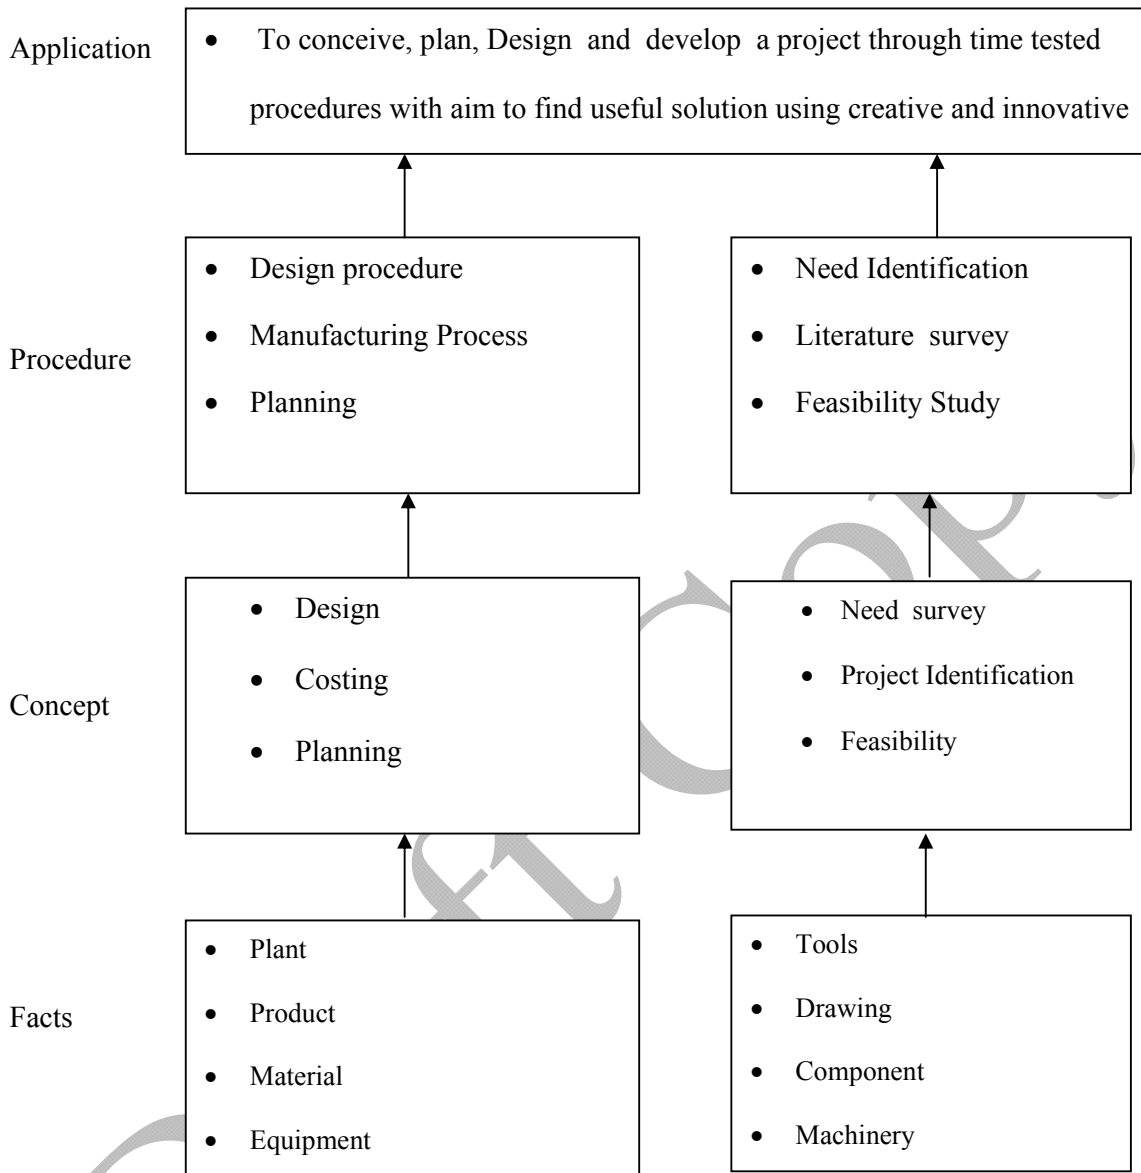 Application
• To conceive, plan, Design and develop a project through time tested
procedures with aim to find useful solution using creative and innovative
Procedure
• Design procedure
• Manufacturing Process
• Planning
• Need Identification
• Literature survey
• Feasibility Study
Concept
• Design
• Costing
• Planning
• Need survey
• Project Identification
• Feasibility
Facts
• Plant
• Product
• Material
• Equipment
• Tools
• Drawing
• Component
• Machinery